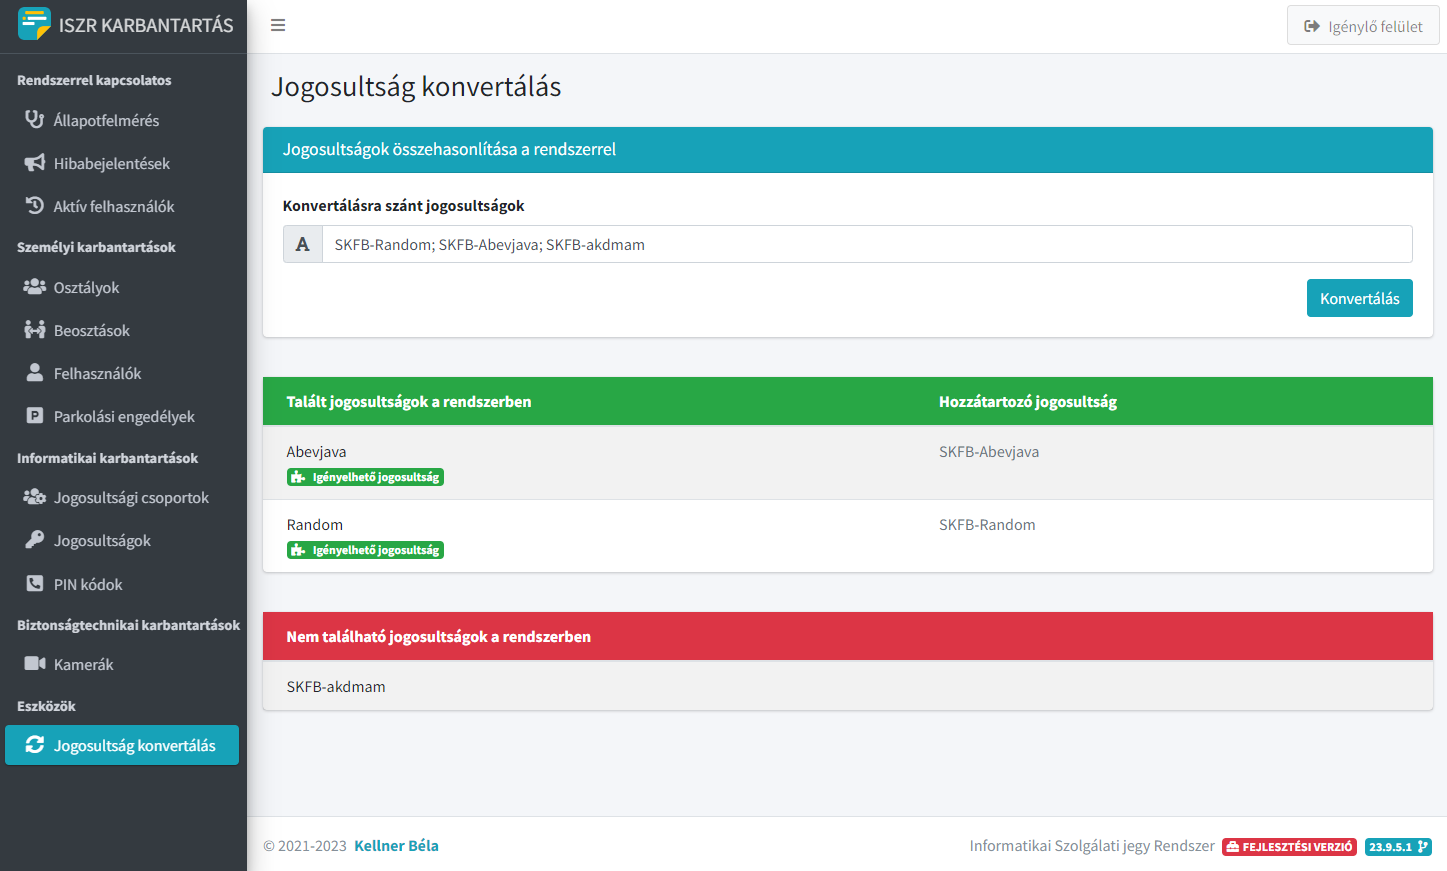 ISZR KARBANTARTÁS
Igénylő felület
Rendszerrel kapcsolatos
Állapotfelmérés
Hibabejelentések
Aktív felhasználók
Személyi karbantartások
Osztályok
Beosztások
Felhasználók
Parkolási engedélyek
Informatikai karbantartások
Jogosultsági csoportok
Jogosultságok
PIN kódok
Biztonságtechnikai karbantartások
Kamerák
Eszközök
Jogosultság konvertálás
Jogosultság konvertálás
Jogosultságok összehasonlítása a rendszerrel
Konvertálásra szánt jogosultságok
A SKFB-Random; SKFB-Abevjava; SKFB-akdmam
Konvertálás
Talált jogosultságok a rendszerben Hozzátartozó jogosultság
Abevjava SKFB-Abevjava
Igényelhető jogosultság
Random SKFB-Random
Igényelhető jogosultság
Nem található jogosultságok a rendszerben
SKFB-akdmam
© 2021-2023 Kellner Béla Informatikai Szolgálati jegy Rendszer FEJLESZTÉSI VERZIÓ 23.9.5.1